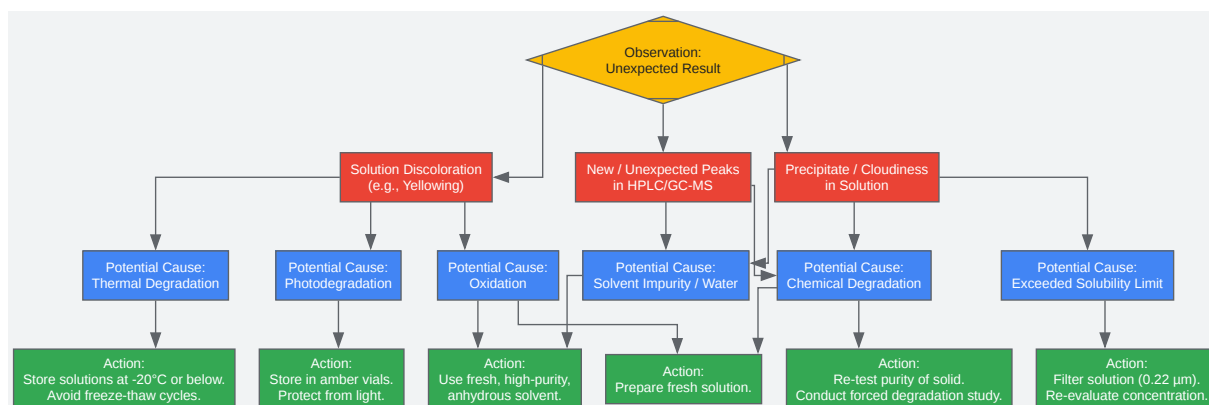 Observation:
Unexpected Result
Solution Discoloration
(e.g., Yellowing)
New / Unexpected Peaks
in HPLC/GC-MS
Precipitate / Cloudiness
in Solution
Potential Cause:
Thermal Degradation
Potential Cause:
Photodegradation
Potential Cause:
Oxidation
Potential Cause:
Solvent Impurity / Water
Potential Cause:
Chemical Degradation
Potential Cause:
Exceeded Solubility Limit
Action:
Store solutions at -20°C or below.
Avoid freeze-thaw cycles.
Action:
Store in amber vials.
Protect from light.
Action:
Use fresh, high-purity,
anhydrous solvent.
Action:
Prepare fresh solution.
Action:
Re-test purity of solid.
Conduct forced degradation study.
Action:
Filter solution (0.22 µm).
Re-evaluate concentration.